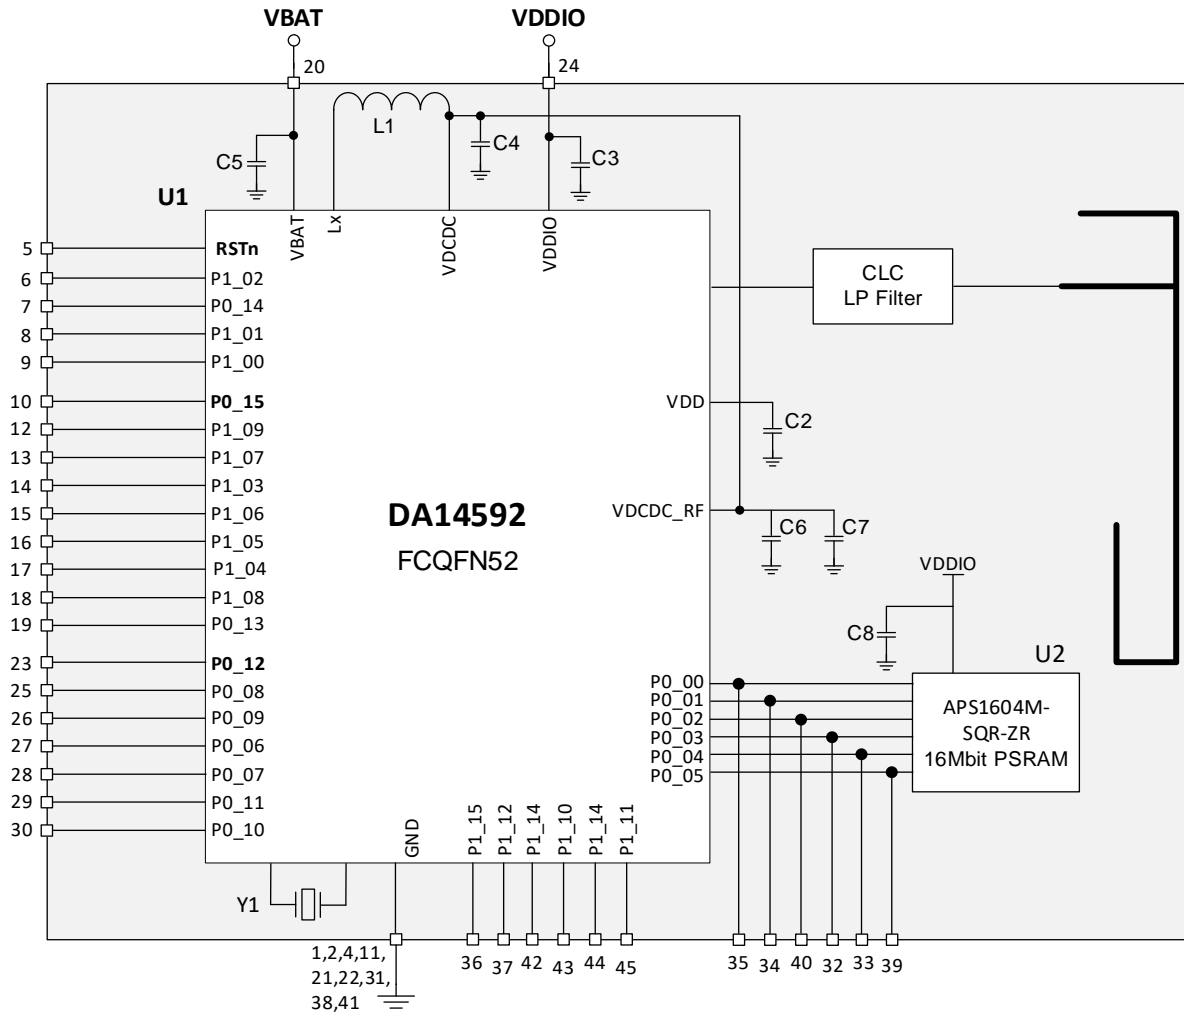 VBAT
VDDIO
20
24
L1
C4
C5
C3
U1
VBAT
Lx
VDCDC
VDDIO
5
RSTn
6
P1_02
7
P0_14
8
P1_01
9
P1_00
10
P0_15
12
P1_09
13
P1_07
14
P1_03
15
P1_06
16
P1_05
17
P1_04
18
P1_08
19
P0_13
23
P0_12
25
P0_08
26
P0_09
27
P0_06
28
P0_07
29
P0_11
30
P0_10
CLC
LP Filter
VDD
C2
DA14592
FCQFN52
VDCDC_RF
C6
C7
VDDIO
C8
U2
P0_00
P0_01
P0_02
P0_03
P0_04
P0_05
APS1604M-
SQR-ZR
16Mbit PSRAM
GND
P1_15
P1_12
P1_14
P1_10
P1_14
P1_11
Y1
1,2,4,11,
21,22,31,
38,41
36
37
42
43
44
45
35
34
40
32
33
39